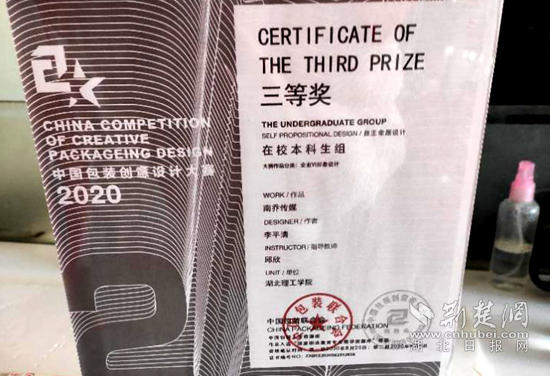 CHINA COMPETITION
OF CREATIVE
PACKAGEING DESIGN
中国包装创意设计大赛
2020
CERTIFICATE OF
THE THIRD PRIZE
三等奖
THE UNDERGRADUATE GROUP
SELF PROPOSITIONAL DESIGN / 自主命题设计
在校本科生组
WORK / 作品
南乔传媒
DESIGNER / 作者
李平清
INSTRUCTOR / 指导教师
邱欣
UNIT / 单位
湖北理工学院
中国包装联合会
CHINA PACKAGEING FEDERATION
荆楚网
cnhubei.com
湖北日报网